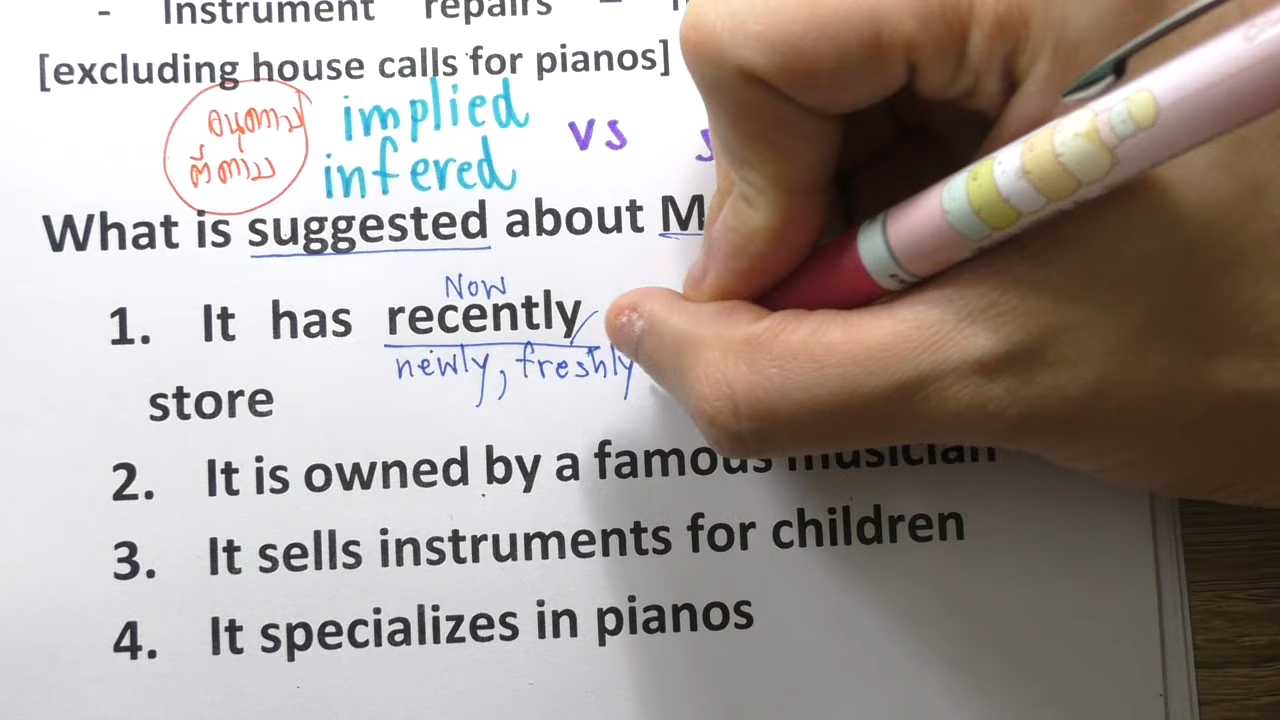 - Instrument repairs –
[excluding house calls for pianos]
implied
อนุมาน
ตีความ
infered
vs
What is suggested about M
Now
1. It has recently
newly, freshly
store
2. It is owned by a famous musician
3. It sells instruments for children
4. It specializes in pianos